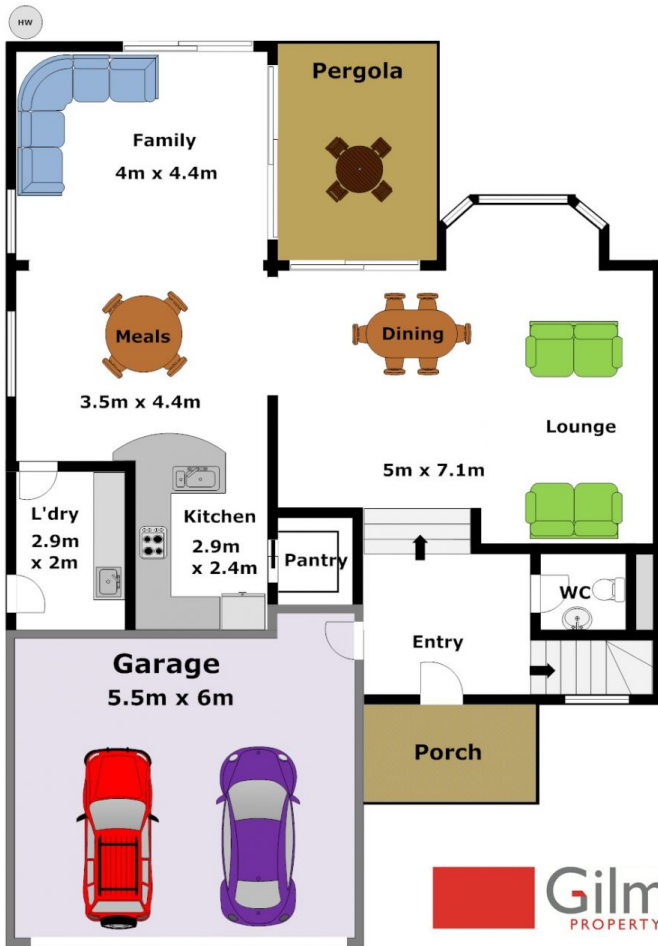 HW
Pergola
Family
4m x 4.4m
Meals
Dining
3.5m x 4.4m
Lounge
5m x 7.1m
L'dry
2.9m
x 2m
Kitchen
2.9m
x 2.4m
Pantry
WC
Entry
Garage
5.5m x 6m
Porch
Gilm
PROPERTY